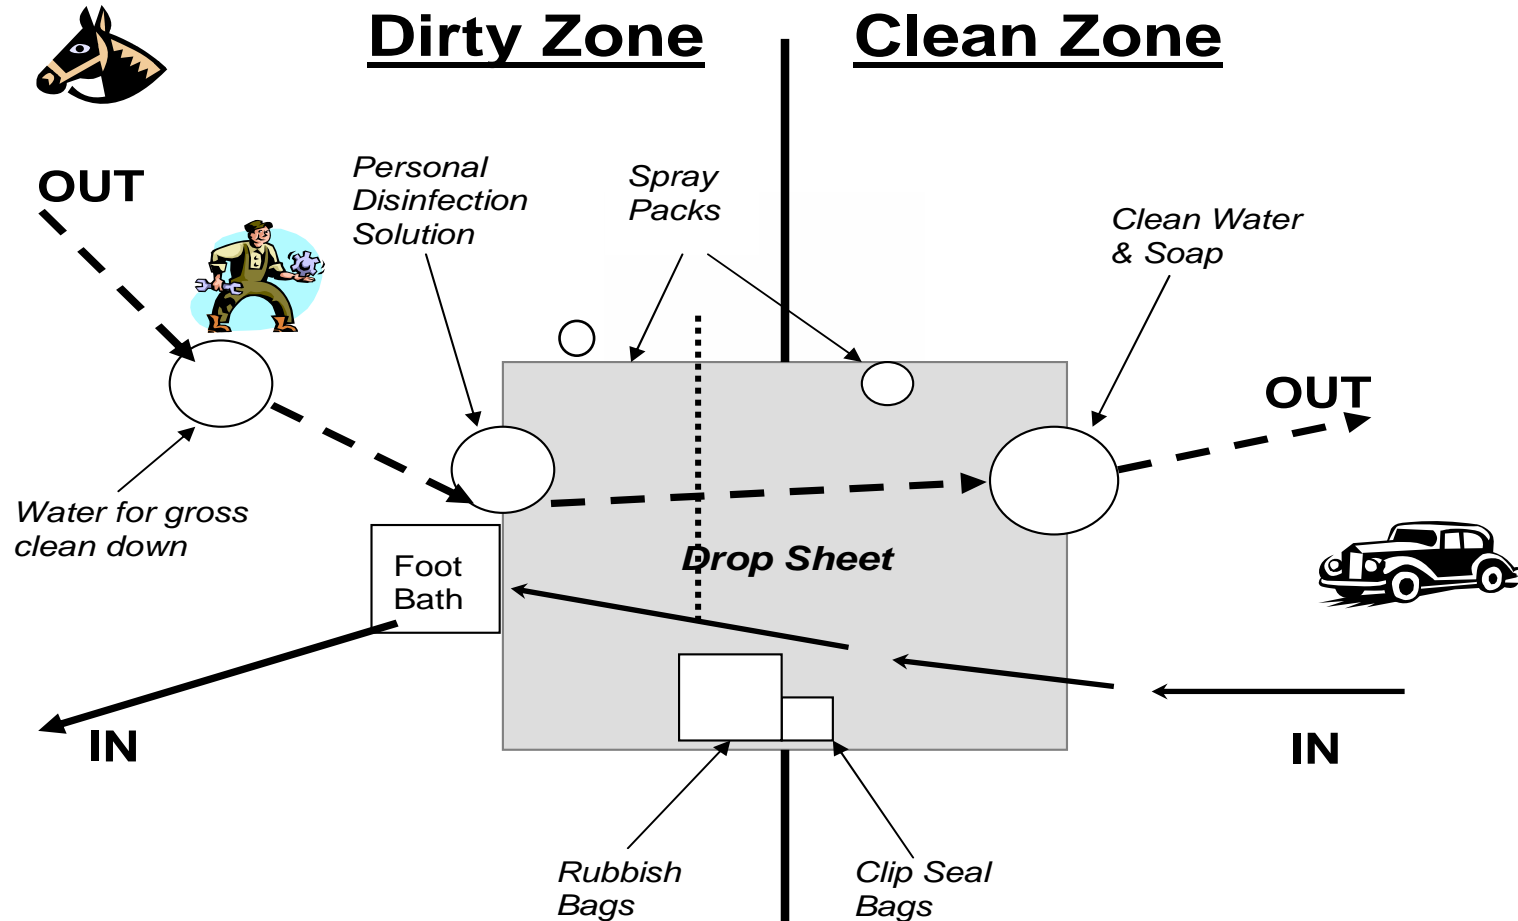 Dirty Zone
Clean Zone
OUT
Personal
Disinfection
Solution
Spray
Packs
Clean Water
& Soap
OUT
Water for gross
clean down
Drop Sheet
Foot
Bath
IN
IN
Rubbish
Bags
Clip Seal
Bags